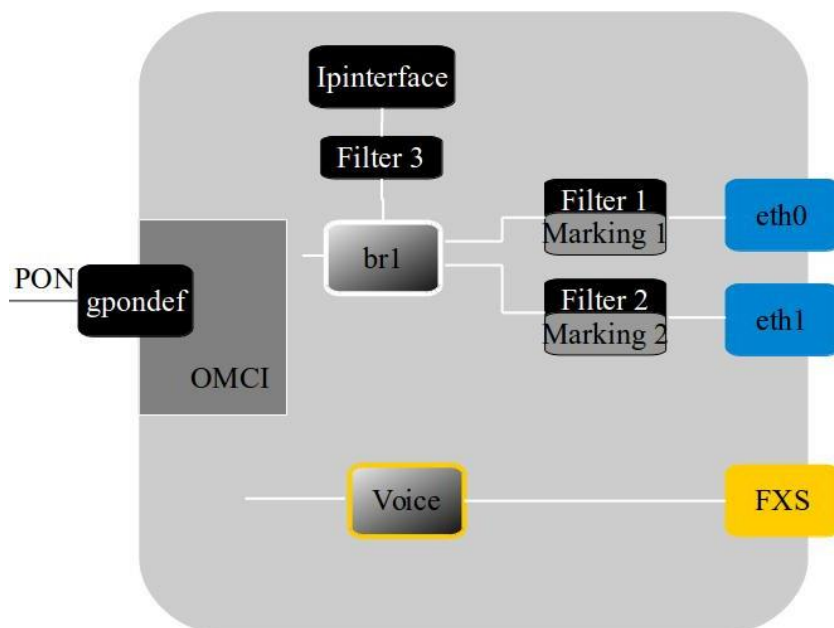 Ipinterface
Filter 3
Filter 1
Marking 1
eth0
br1
PON
gpondef
Filter 2
Marking 2
eth1
OMCI
Voice
FXS